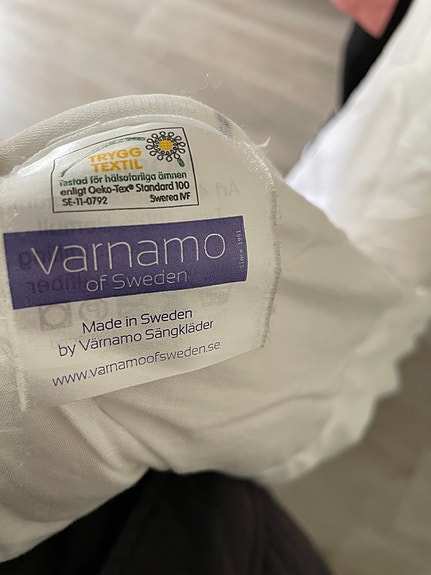 TRYGG
TEXTIL
Testad för hälsofarliga ämnen
enligt Oeko-Tex® Standard 100
SE-11-0792 Swerea IVF
värnamo
of Sweden
since 1951
Made in Sweden
by Värnamo Sängkläder
www.varnamoofsweden.se